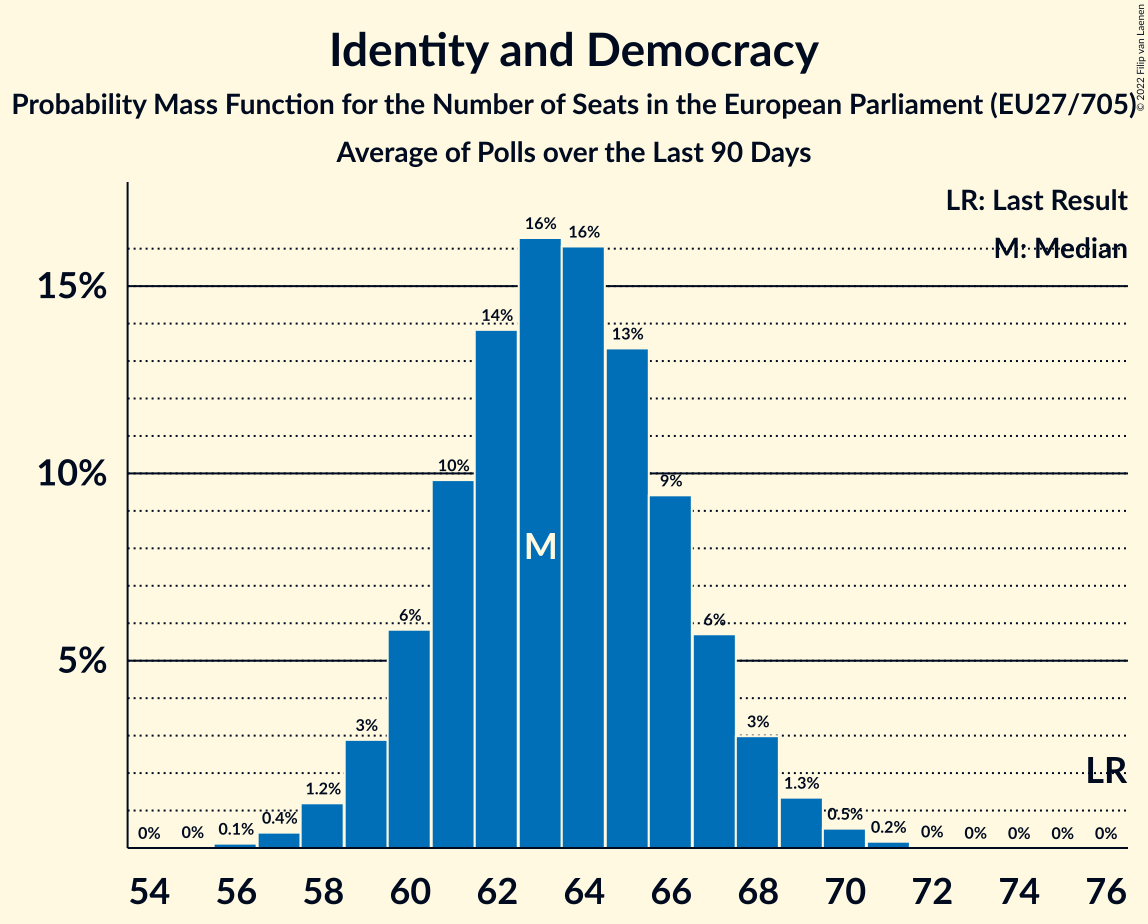 Identity and Democracy
Probability Mass Function for the Number of Seats in the European Parliament (EU27/705)
Average of Polls over the Last 90 Days
© 2022 Filip van Laenen
LR: Last Result
M: Median
15%
10%
5%
0% 0% 0.1% 0.4% 1.2% 3% 6% 10% 14% 16% 16% 13% 9% 6% 3% 1.3% 0.5% 0.2% 0% 0% 0% 0% 0%
M
LR
54 56 58 60 62 64 66 68 70 72 74 76